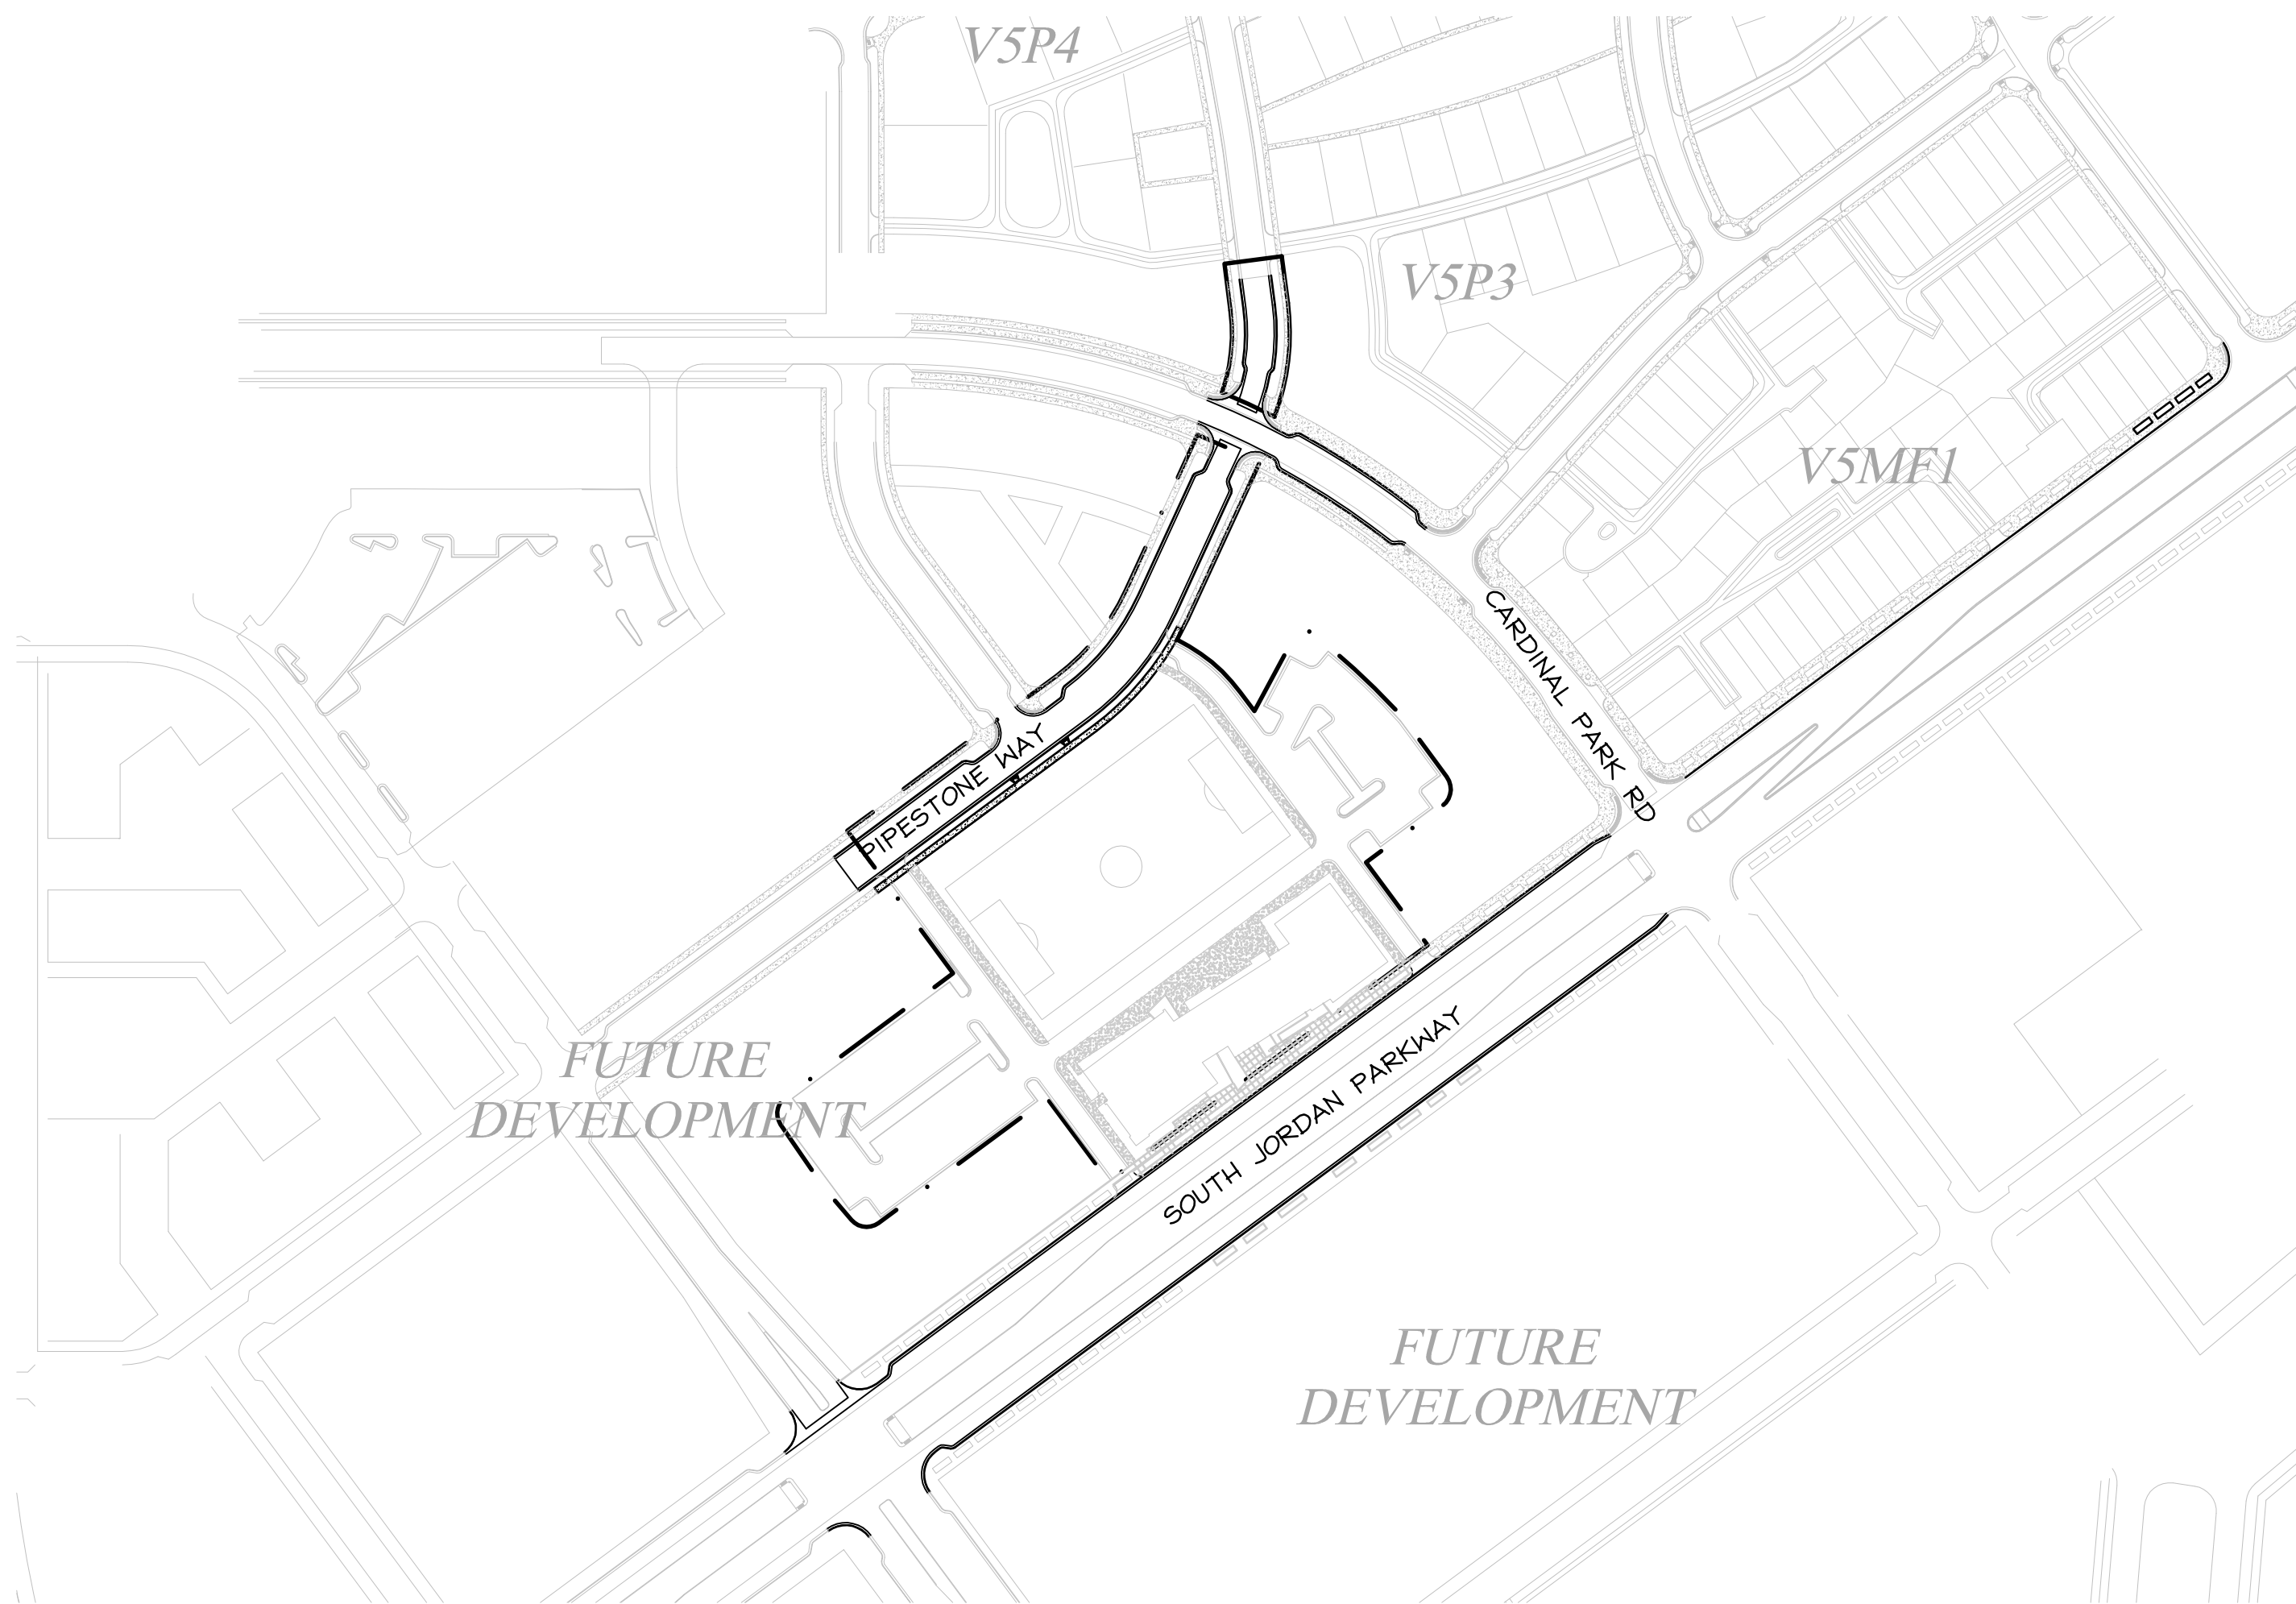 V5P4
V5P3
V5MF1
CARDINAL PARK RD
PIPESTONE WAY
SOUTH JORDAN PARKWAY
FUTURE
DEVELOPMENT
FUTURE
DEVELOPMENT